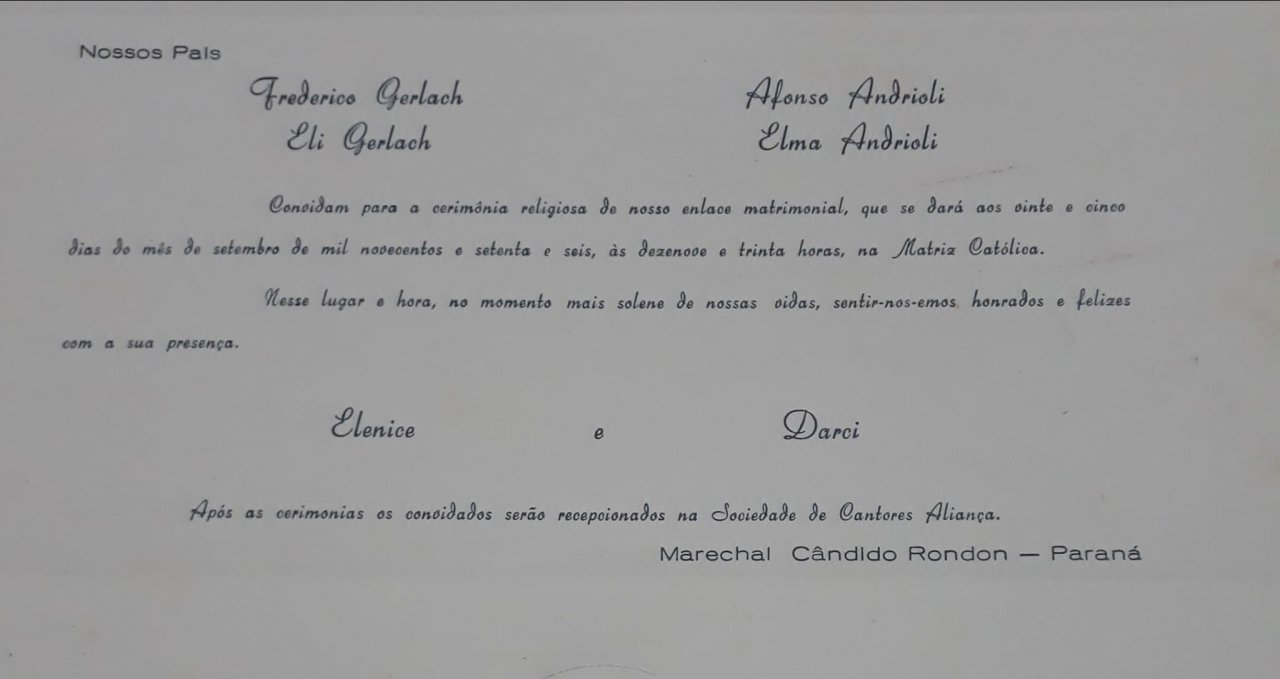 Nossos Pais
Frederico Gerlach Afonso Andrioli
Eli Gerlach Elma Andrioli
Convidam para a cerimônia religiosa de nosso enlace matrimonial, que se dará aos vinte e cinco
dias do mês de setembro de mil novecentos e setenta e seis, às dezenove e trinta horas, na Matriz Católica.
Nesse lugar e hora, no momento mais solene de nossas vidas, sentir-nos-emos honrados e felizes
com a sua presença.
Elenice e Darci
Após as cerimonias os convidados serão recepcionados na Sociedade de Cantores Aliança.
Marechal Cândido Rondon — Paraná